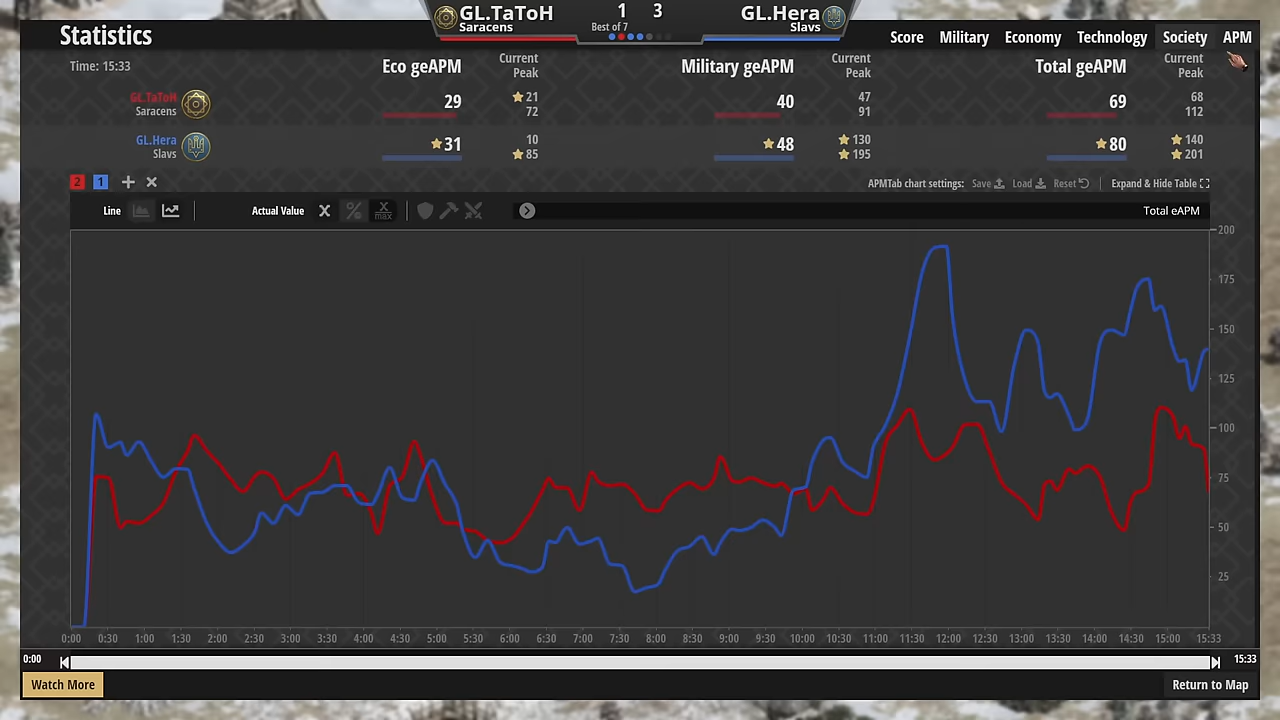 GL.TaToH 1 3 GL.Hera
Saracens Best of 7 Slavs
Statistics
Score Military Economy Technology Society APM
Time: 15:33 Eco geAPM Current Peak Military geAPM Current Peak Total geAPM Current Peak
GL.TaToH 29 21 40 47 69 68
Saracens 72 91 112
GL.Hera 31 10 48 130 80 140
Slavs 85 195 201
2 1 APMTab chart settings: Save Load Reset Expand & Hide Table
Line Actual Value X % X max Total eAPM
200
175
150
125
100
75
50
25
0:00 0:30 1:00 1:30 2:00 2:30 3:00 3:30 4:00 4:30 5:00 5:30 6:00 6:30 7:00 7:30 8:00 8:30 9:00 9:30 10:00 10:30 11:00 11:30 12:00 12:30 13:00 13:30 14:00 14:30 15:00 15:33
0:00 15:33
Watch More Return to Map